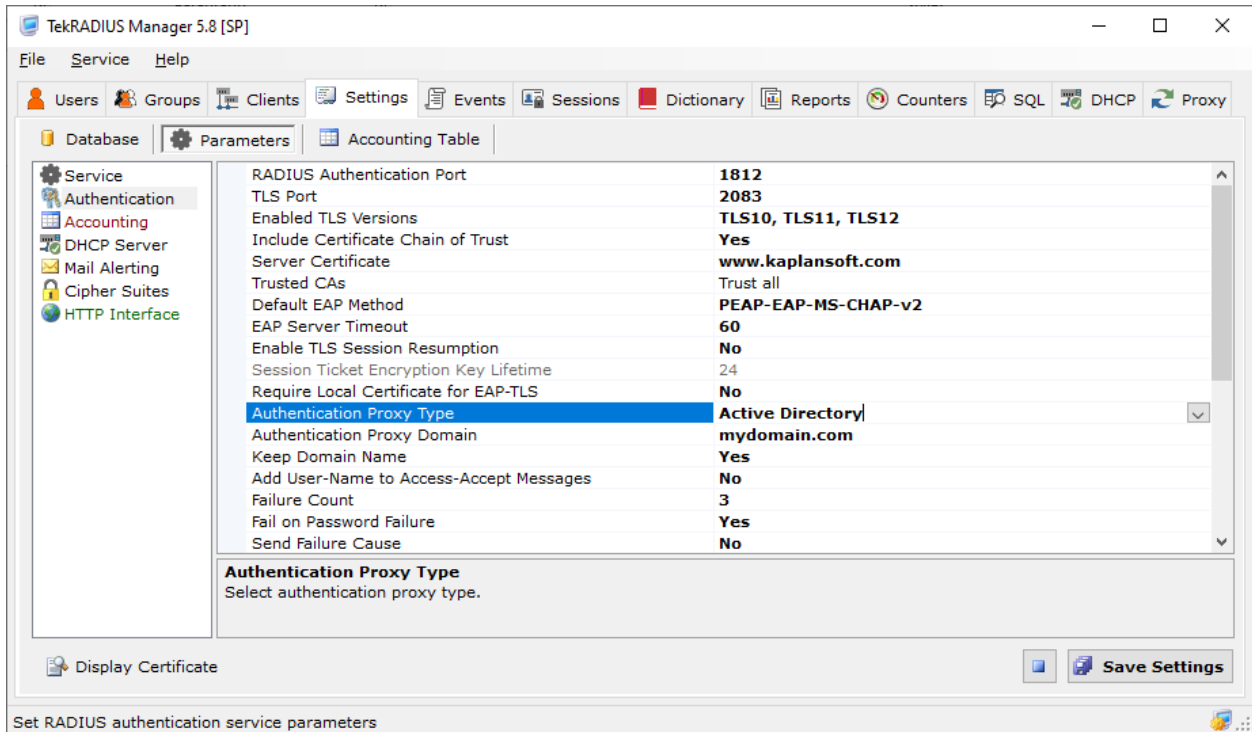 TekRADIUS Manager 5.8 [SP]
File Service Help
Users Groups Clients Settings Events Sessions Dictionary Reports Counters SQL DHCP Proxy
Database Parameters Accounting Table
Service
Authentication
Accounting
DHCP Server
Mail Alerting
Cipher Suites
HTTP Interface
RADIUS Authentication Port 1812
TLS Port 2083
Enabled TLS Versions TLS10, TLS11, TLS12
Include Certificate Chain of Trust Yes
Server Certificate www.kaplansoft.com
Trusted CAs Trust all
Default EAP Method PEAP-EAP-MS-CHAP-v2
EAP Server Timeout 60
Enable TLS Session Resumption No
Session Ticket Encryption Key Lifetime 24
Require Local Certificate for EAP-TLS No
Authentication Proxy Type Active Directory
Authentication Proxy Domain mydomain.com
Keep Domain Name Yes
Add User-Name to Access-Accept Messages No
Failure Count 3
Fail on Password Failure Yes
Send Failure Cause No
Authentication Proxy Type
Select authentication proxy type.
Display Certificate
Save Settings
Set RADIUS authentication service parameters